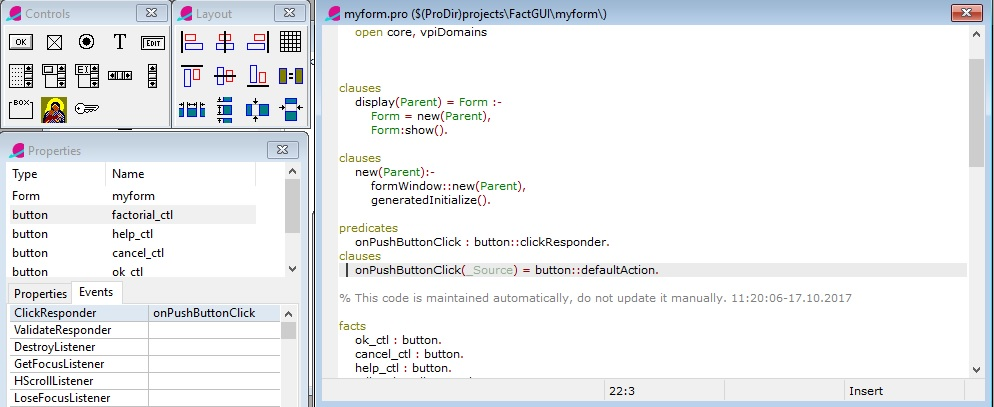 Controls
Layout
OK
T
EDIT
BOX
Properties
Type Name
Form myform
button factorial_ctl
button help_ctl
button cancel_ctl
button ok_ctl
Properties Events
ClickResponder onPushButtonClick
ValidateResponder
DestroyListener
GetFocusListener
HScrollListener
LoseFocusListener
myform.pro ($(ProDir)projects\FactGUI\myform\)
open core, vpiDomains
clauses
display(Parent) = Form :-
Form = new(Parent),
Form:show().
clauses
new(Parent):-
formWindow::new(Parent),
generatedInitialize().
predicates
onPushButtonClick : button::clickResponder.
clauses
onPushButtonClick(_Source) = button::defaultAction.
% This code is maintained automatically, do not update it manually. 11:20:06-17.10.2017
facts
ok_ctl : button.
cancel_ctl : button.
help_ctl : button.
22:3 Insert